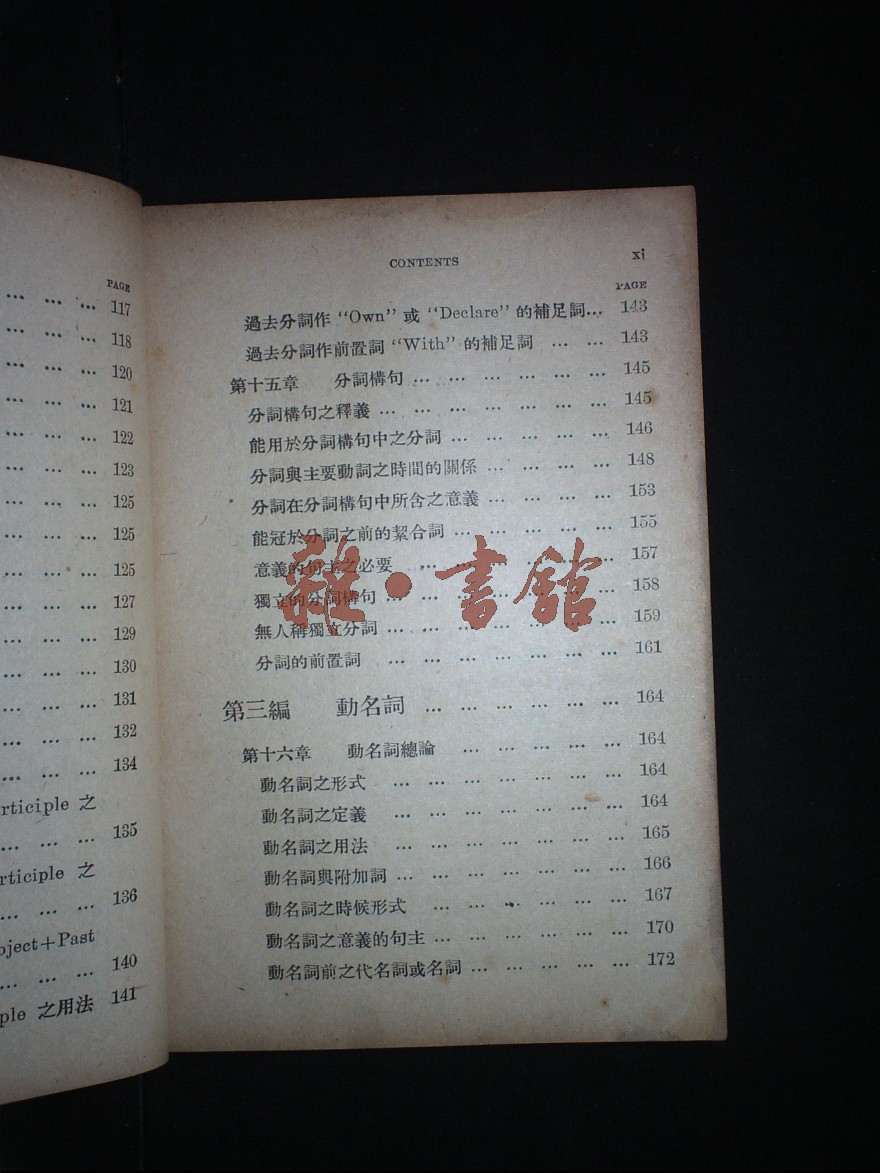 PAGE
… … … 117
… … … 118
… … … 120
… … … 121
… … … 122
… … … 123
… … … 125
… … … 125
… … … 125
… … … 127
… … … 129
… … … 130
… … … 131
… … … 132
… … … 134
之
… … … 135
之
… … … 136
+Past
… … … 140
之用法 141
CONTENTS xi
PAGE
過去分詞作 “Own” 或 “Declare” 的補足詞… 143
過去分詞作前置詞 “With” 的補足詞 … … 143
第十五章 分詞構句 … … … … … … 145
分詞構句之釋義 … … … … … … … 145
能用於分詞構句中之分詞 … … … … … 146
分詞與主要動詞之時間的關係 … … … … 148
分詞在分詞構句中所含之意義 … … … … 153
能冠於分詞之前的絜合詞 … … … … … 155
意義的句主之必要 … … … … … … 157
獨立的分詞構句 … … … … … … … 158
無人稱獨立分詞 … … … … … … … 159
分詞的前置詞 … … … … … … … 161
雜·書館
第三編 動名詞 … … … … … … 164
第十六章 動名詞總論 … … … … … 164
動名詞之形式 … … … … … … … 164
動名詞之定義 … … … … … … … 164
動名詞之用法 … … … … … … … 165
動名詞與附加詞 … … … … … … … 166
動名詞之時候形式 … … … … … … 167
動名詞之意義的句主 … … … … … … 170
動名詞前之代名詞或名詞 … … … … … 172